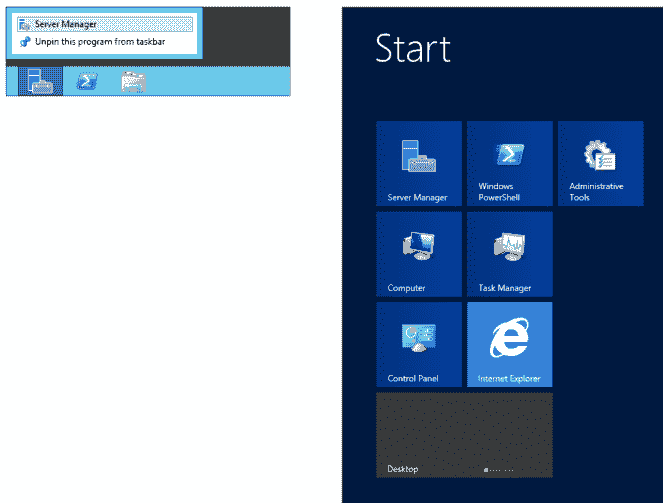 Server Manager
Unpin this program from taskbar
Start
Server Manager
Windows
PowerShell
Administrative
Tools
Computer
Task Manager
Control Panel
Internet Explorer
Desktop